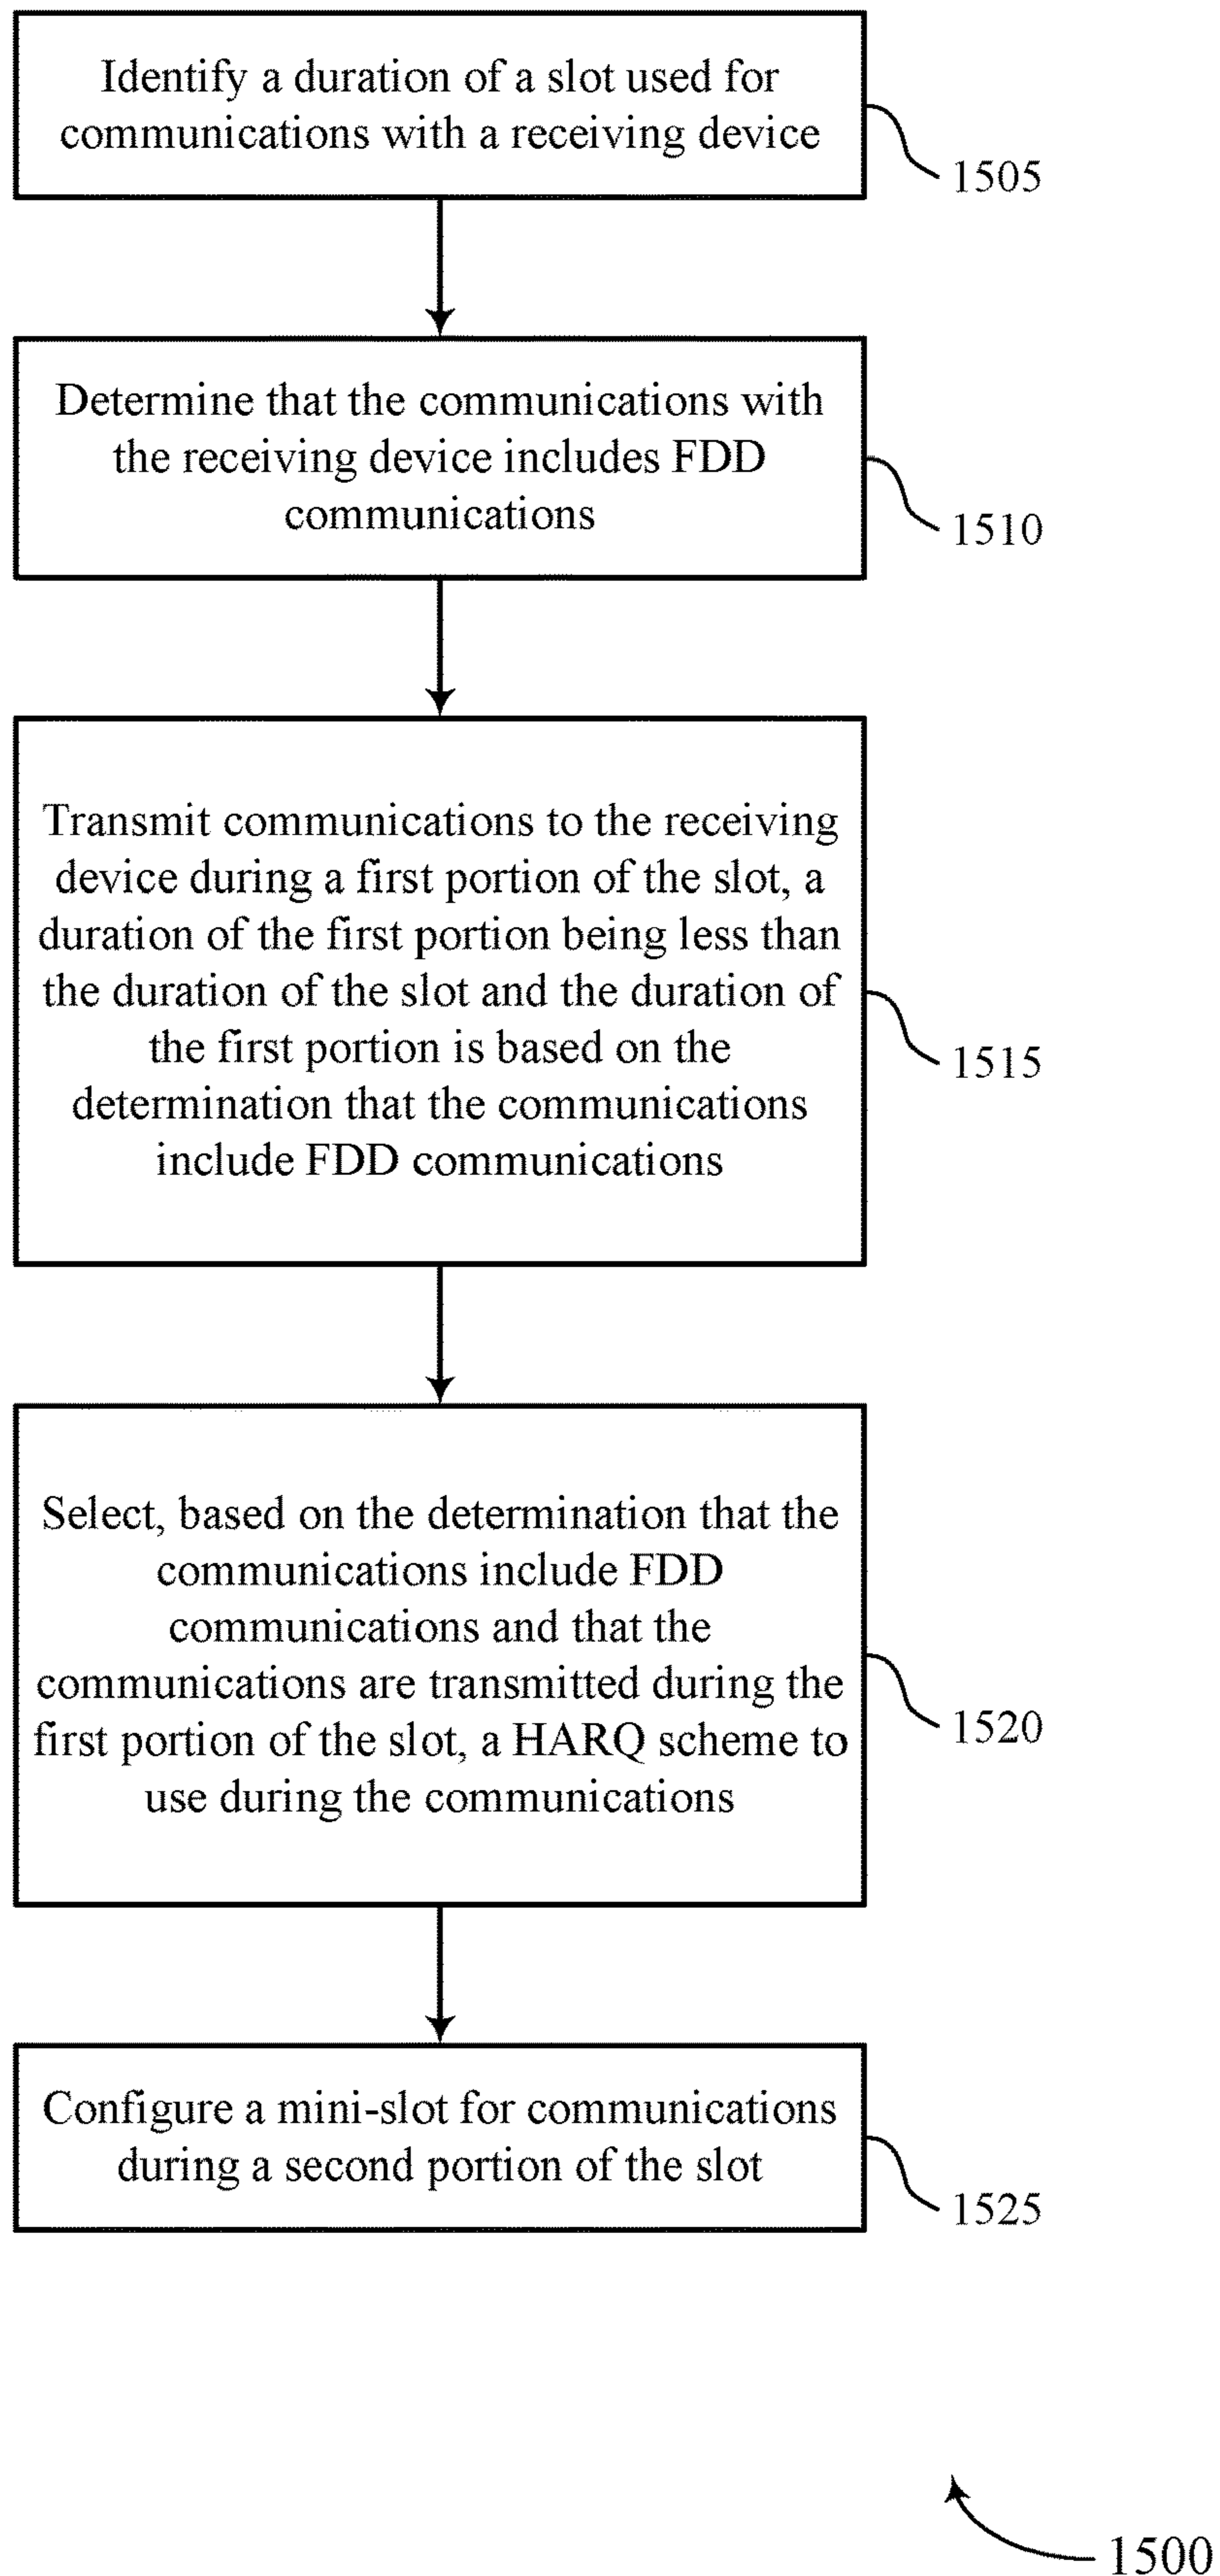 Identify a duration of a slot used for
communications with a receiving device
1505
Determine that the communications with
the receiving device includes FDD
communications
1510
Transmit communications to the receiving
device during a first portion of the slot, a
duration of the first portion being less than
the duration of the slot and the duration of
the first portion is based on the
determination that the communications
include FDD communications
1515
Select, based on the determination that the
communications include FDD
communications and that the
communications are transmitted during the
first portion of the slot, a HARQ scheme to
use during the communications
1520
Configure a mini-slot for communications
during a second portion of the slot
1525
1500